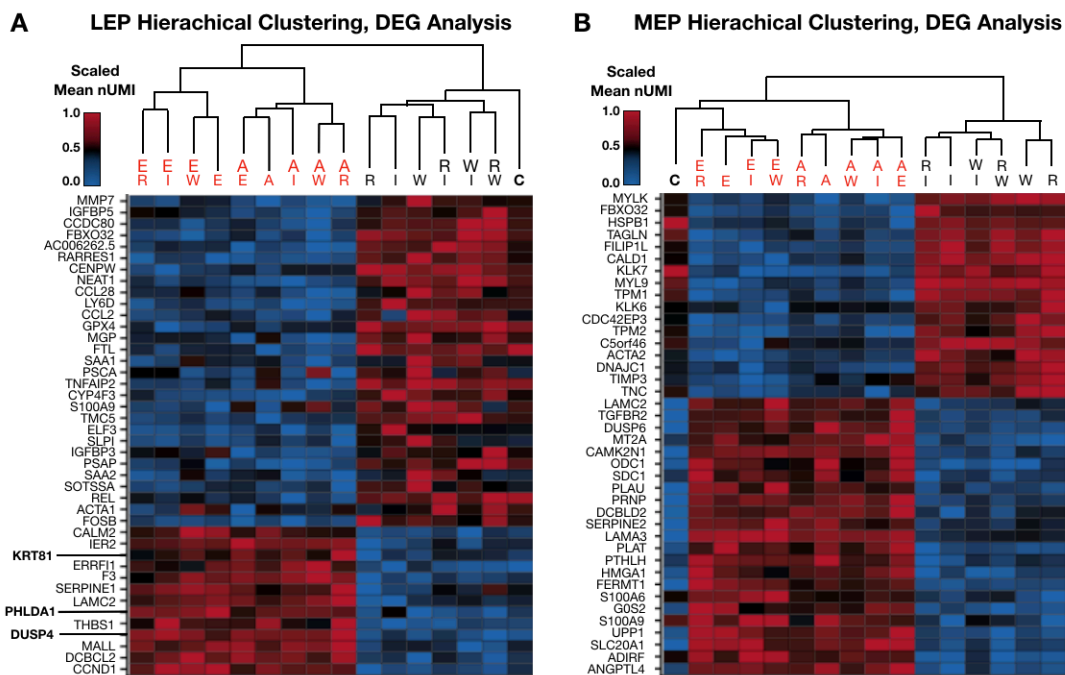 A LEP Hierachical Clustering, DEG Analysis
Scaled
Mean nUMI
1.0
0.5
0.0
E E E A A A A R W R
R I W E E A I W R R I W I I W C
MMP7
IGFBP5
CCDC80
FBXO32
AC006262.5
RARRES1
CENPW
NEAT1
CCL28
LY6D
CCL2
GPX4
MGP
FTL
SAA1
PSCA
TNFAIP2
CYP4F3
S100A9
TMC5
ELF3
SLPI
IGFBP3
PSAP
SAA2
SOTSSA
REL
ACTA1
FOSB
CALM2
IER2
KRT81
ERRFI1
F3
SERPINE1
LAMC2
PHLDA1
THBS1
DUSP4
MALL
DCBCL2
CCND1
B MEP Hierachical Clustering, DEG Analysis
Scaled
Mean nUMI
1.0
0.5
0.0
E E E A A A A R W R
C R E I W R A W I E I I I W W R
MYLK
FBXO32
HSPB1
TAGLN
FILIP1L
CALD1
KLK7
MYL9
TPM1
KLK6
CDC42EP3
TPM2
C5orf46
ACTA2
DNAJC1
TIMP3
TNC
LAMC2
TGFBR2
DUSP6
MT2A
CAMK2N1
ODC1
SDC1
PLAU
PRNP
DCBLD2
SERPINE2
LAMA3
PLAT
PTHLH
HMGA1
FERMT1
S100A6
G0S2
S100A9
UPP1
SLC20A1
ADIRF
ANGPTL4